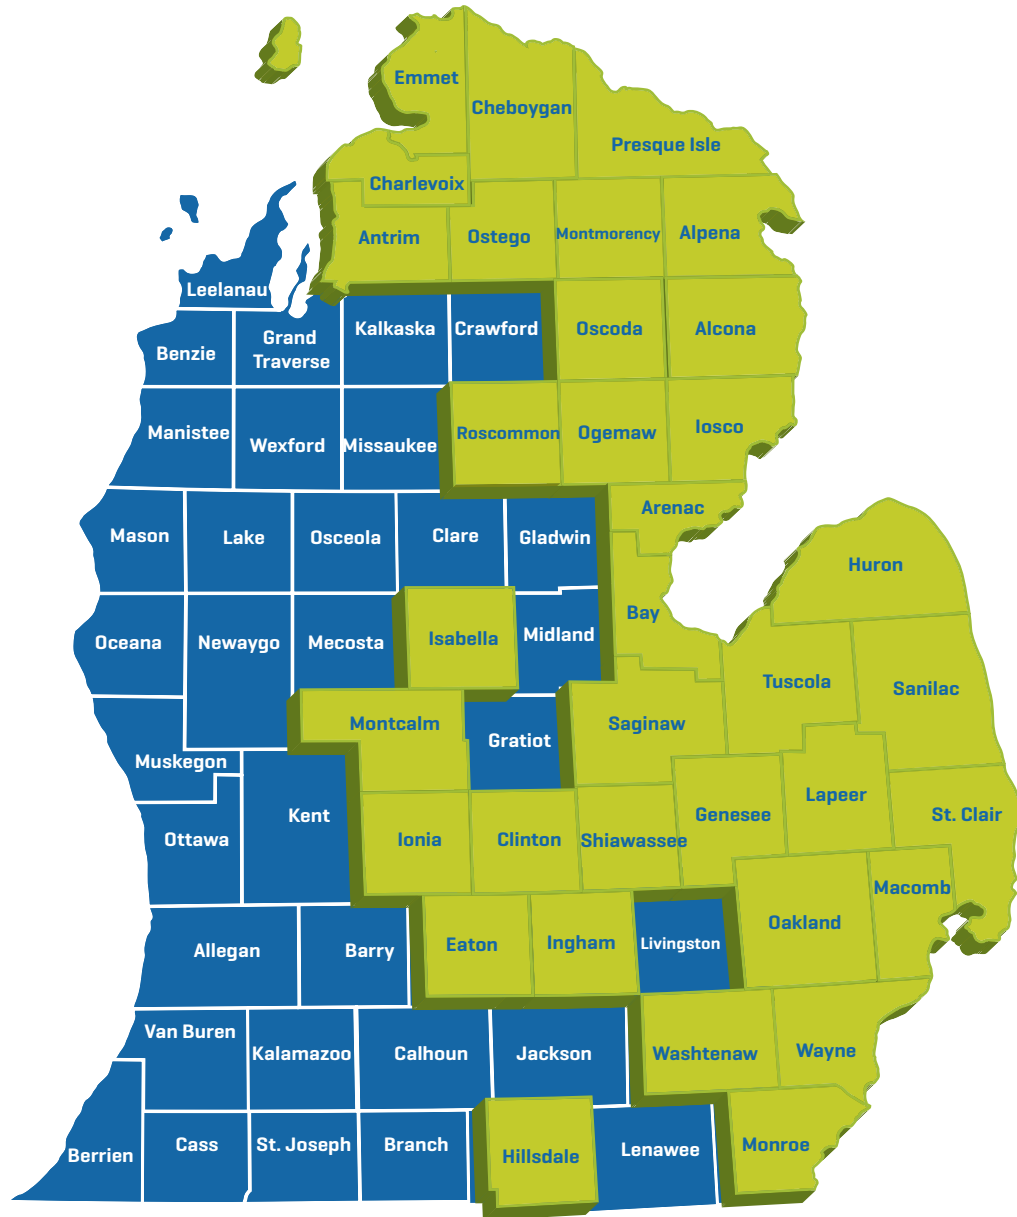 Emmet
Cheboygan
Presque Isle
Charlevoix
Antrim
Ostego
Montmorency
Alpena
Leelanau
Benzie
Grand
Traverse
Kalkaska
Crawford
Oscoda
Alcona
Manistee
Wexford
Missaukee
Roscommon
Ogemaw
Iosco
Mason
Lake
Osceola
Clare
Gladwin
Arenac
Huron
Oceana
Newaygo
Mecosta
Isabella
Midland
Bay
Tuscola
Sanilac
Muskegon
Montcalm
Gratiot
Saginaw
Ottawa
Kent
Ionia
Clinton
Shiawassee
Genesee
Lapeer
St. Clair
Allegan
Barry
Eaton
Ingham
Livingston
Oakland
Macomb
Van Buren
Kalamazoo
Calhoun
Jackson
Washtenaw
Wayne
Berrien
Cass
St. Joseph
Branch
Hillsdale
Lenawee
Monroe